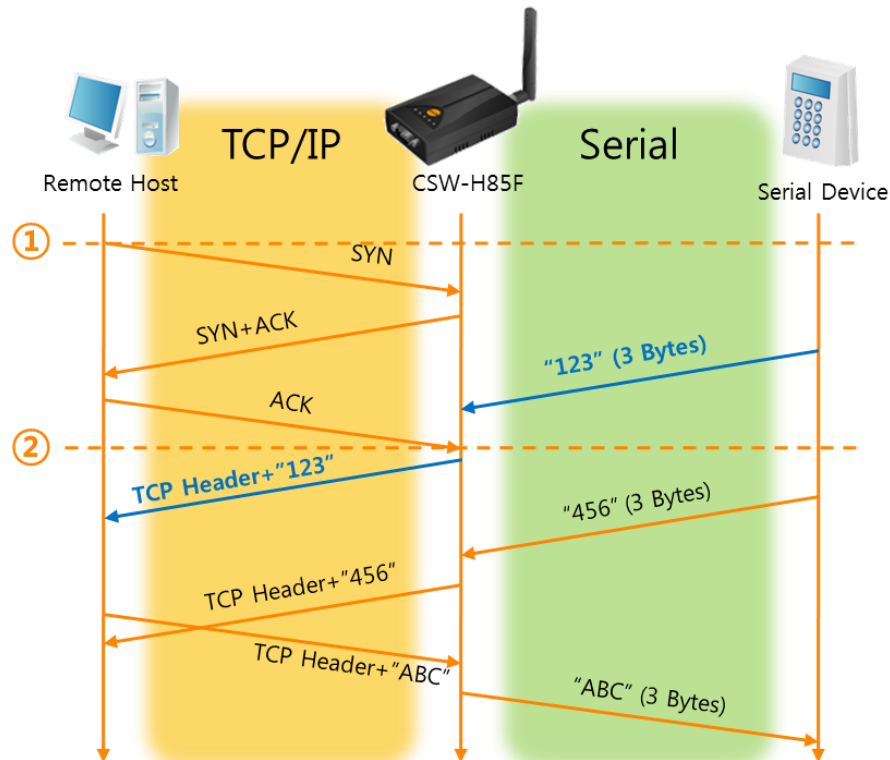 TCP/IP
Serial
Remote Host
CSW-H85F
Serial Device
①
SYN
SYN+ACK
“123” (3 Bytes)
ACK
②
TCP Header+”123”
“456” (3 Bytes)
TCP Header+”456”
TCP Header+”ABC”
“ABC” (3 Bytes)